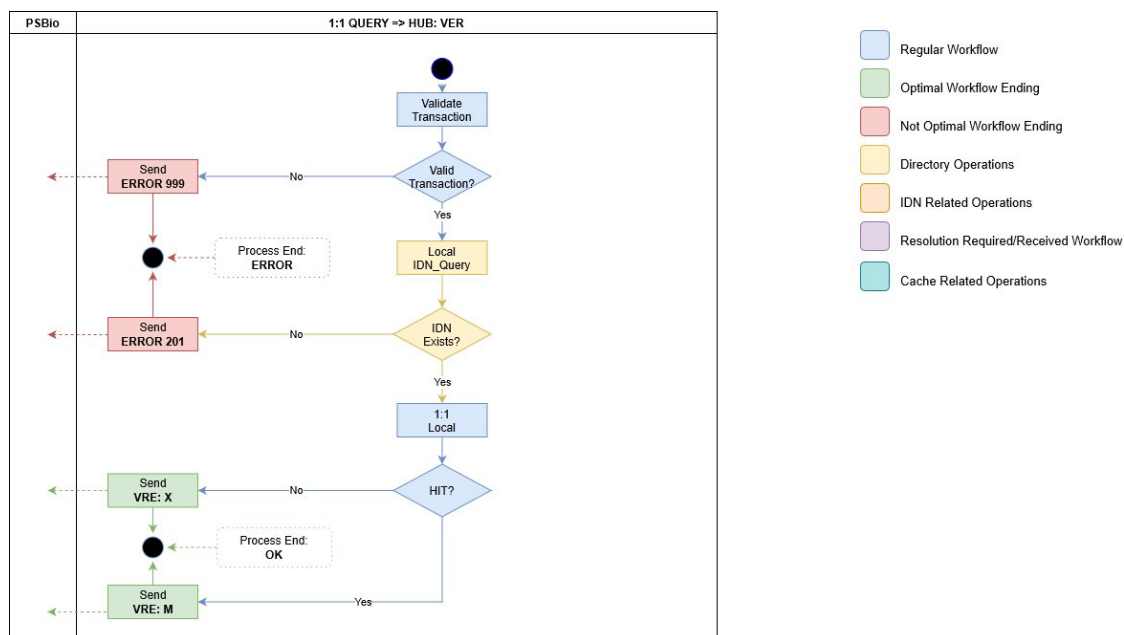 PSBio
1:1 QUERY => HUB: VER
Validate
Transaction
Valid
Transaction?
No
Send
ERROR 999
Yes
Process End:
ERROR
Local
IDN_Query
IDN
Exists?
No
Send
ERROR 201
Yes
1:1
Local
HIT?
No
Send
VRE: X
Process End:
OK
Yes
Send
VRE: M
Regular Workflow
Optimal Workflow Ending
Not Optimal Workflow Ending
Directory Operations
IDN Related Operations
Resolution Required/Received Workflow
Cache Related Operations